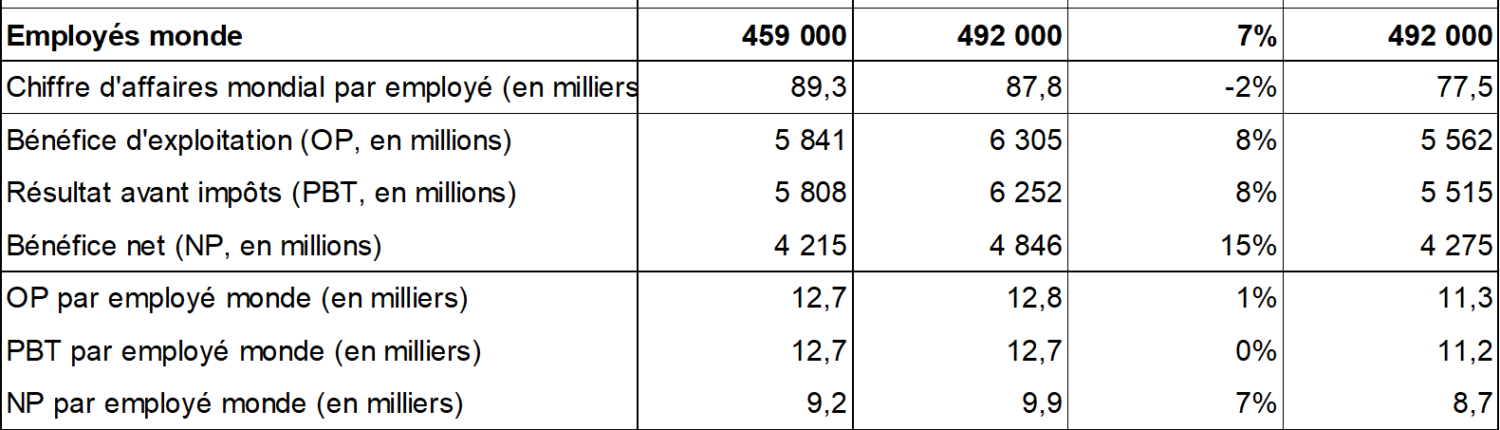 Employés monde 459 000 492 000 7% 492 000
Chiffre d'affaires mondial par employé (en milliers 89,3 87,8 -2% 77,5
Bénéfice d'exploitation (OP, en millions) 5 841 6 305 8% 5 562
Résultat avant impôts (PBT, en millions) 5 808 6 252 8% 5 515
Bénéfice net (NP, en millions) 4 215 4 846 15% 4 275
OP par employé monde (en milliers) 12,7 12,8 1% 11,3
PBT par employé monde (en milliers) 12,7 12,7 0% 11,2
NP par employé monde (en milliers) 9,2 9,9 7% 8,7